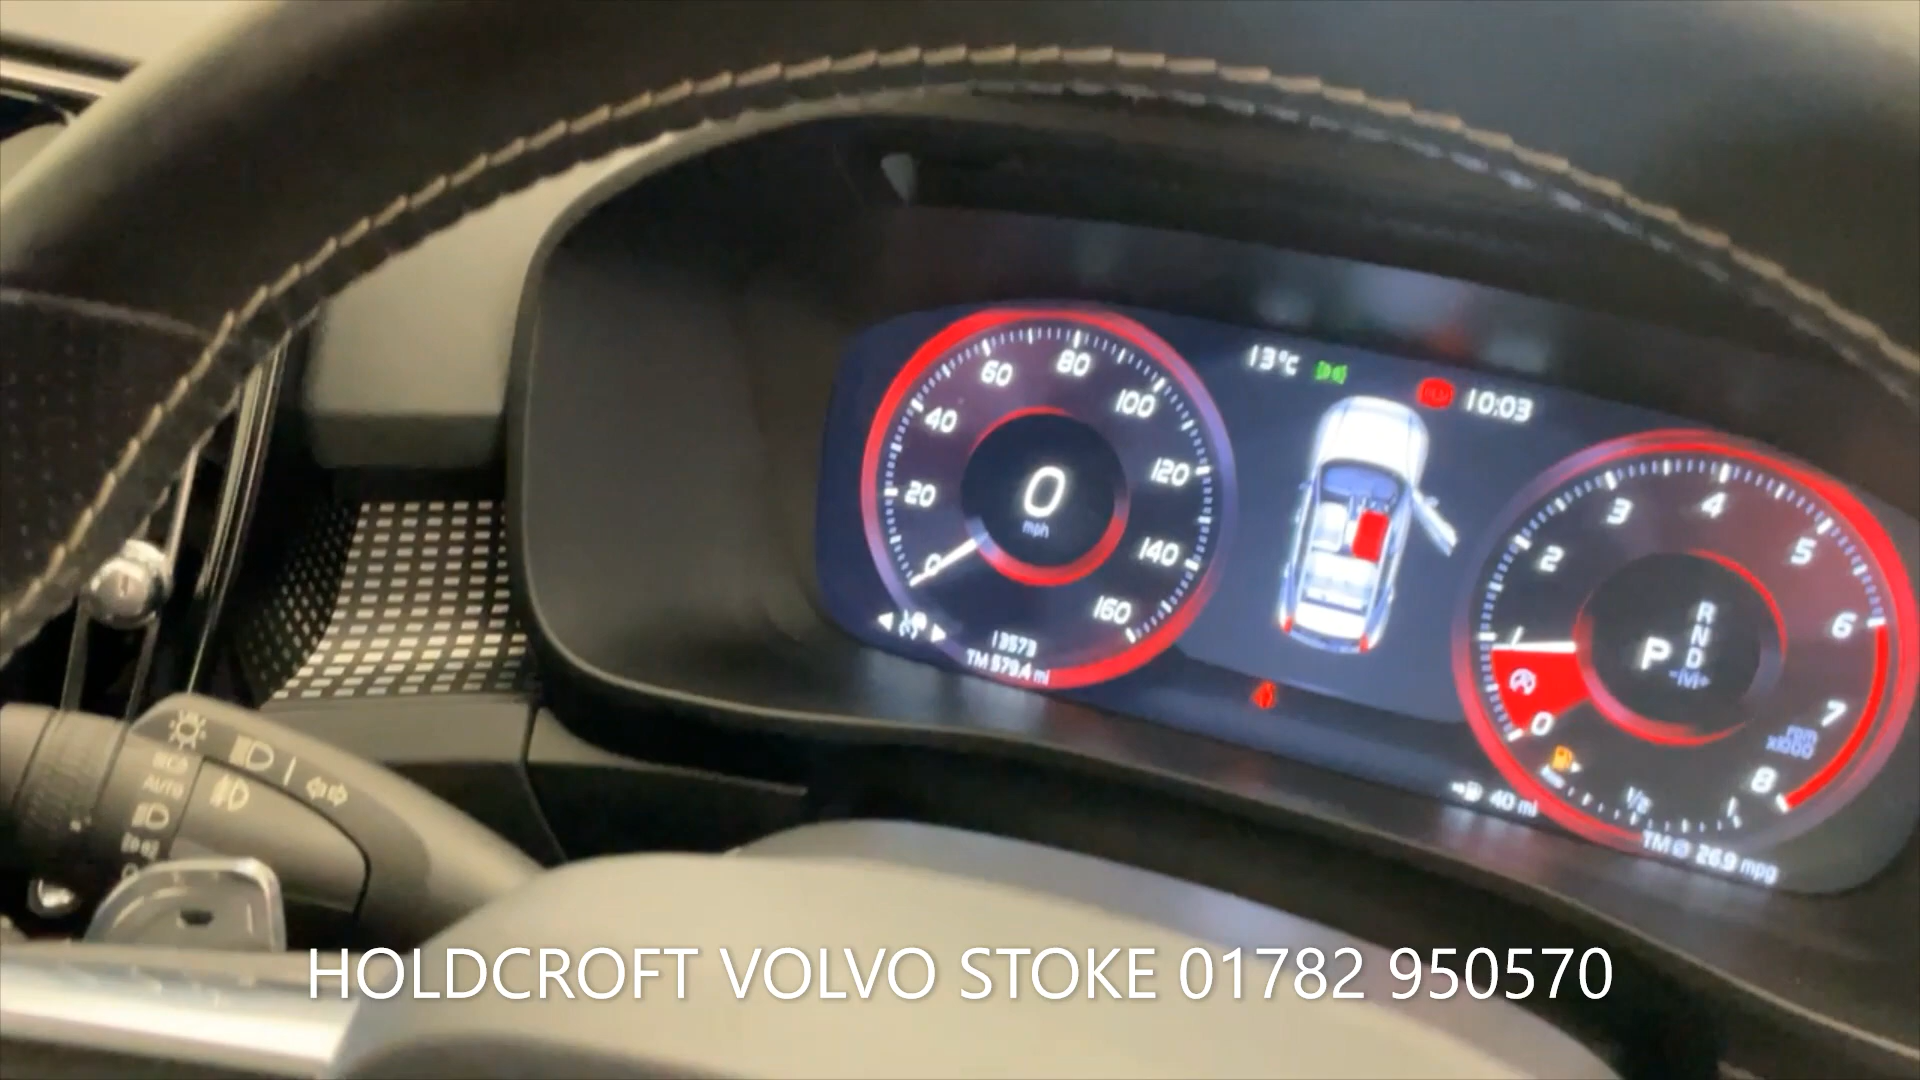 13°C
10:03
0 20 40 60 80 100 120 140 160
0
mph
13573
TM 579.4 mi
0 1 2 3 4 5 6 7 8
R
N
P D
-M+
rpm
x1000
1/2 1
40 mi
TM Ø 26.9 mpg
AUTO
HOLDCROFT VOLVO STOKE 01782 950570